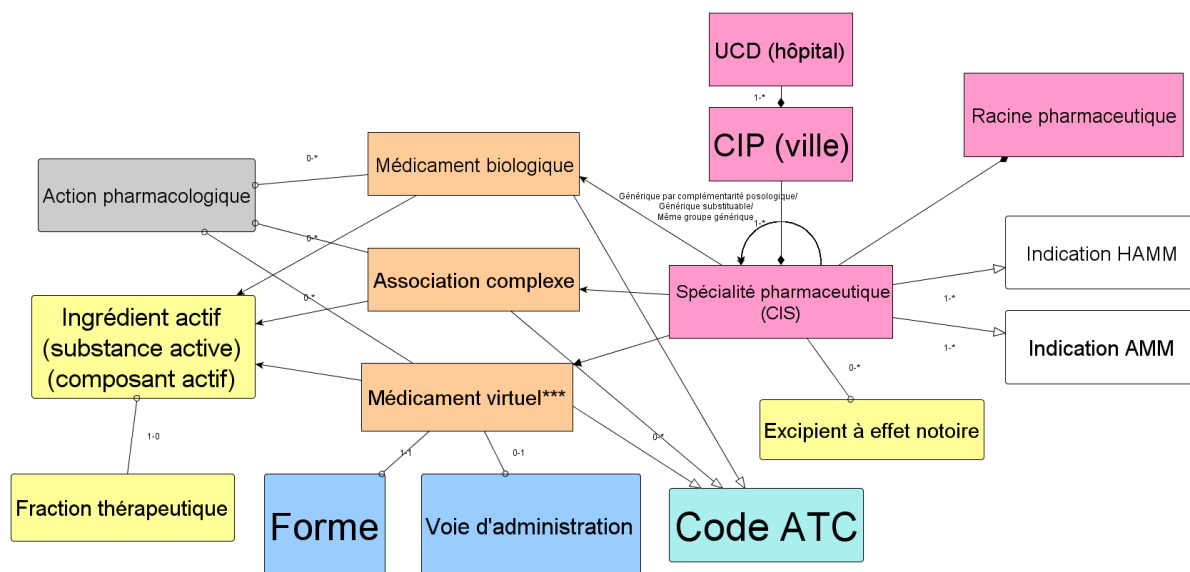 UCD (hôpital)
1-*
CIP (ville)
Racine pharmaceutique
Action pharmacologique
0-*
Médicament biologique
Générique par complémentarité posologique/
Générique substituable/
Même groupe générique
1-*
0-*
Association complexe
Spécialité pharmaceutique
(CIS)
Indication HAMM
1-*
Indication AMM
1-*
0-*
Ingrédient actif
(substance active)
(composant actif)
Médicament virtuel***
0-*
Excipient à effet notoire
1-0
1-1
0-1
0-*
Fraction thérapeutique
Forme
Voie d'administration
Code ATC